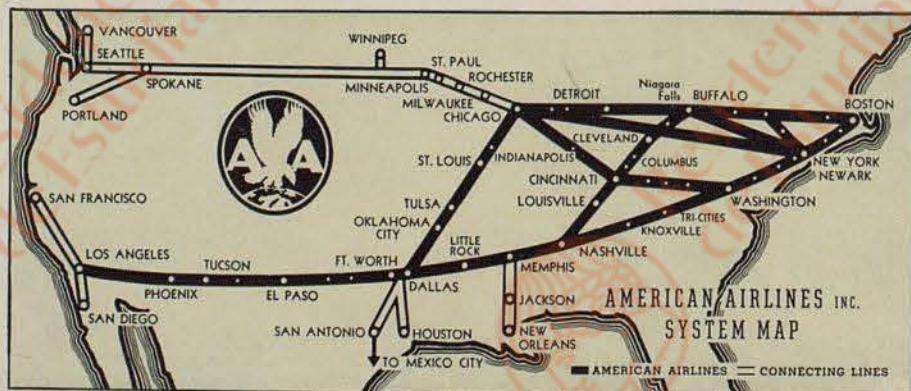 VANCOUVER
SEATTLE
SPOKANE
PORTLAND
WINNIPEG
ST. PAUL
MINNEAPOLIS
ROCHESTER
MILWAUKEE
CHICAGO
DETROIT
Niagara
Falls
BUFFALO
BOSTON
CLEVELAND
NEW YORK
NEWARK
INDIANAPOLIS
COLUMBUS
ST. LOUIS
CINCINNATI
WASHINGTON
A A
SAN FRANCISCO
TULSA
LOUISVILLE
TRI-CITIES
OKLAHOMA
CITY
KNOXVILLE
LOS ANGELES
TUCSON
FT. WORTH
LITTLE
ROCK
NASHVILLE
MEMPHIS
PHOENIX
EL PASO
DALLAS
SAN DIEGO
JACKSON
SAN ANTONIO
HOUSTON
NEW
ORLEANS
TO MEXICO CITY
AMERICAN AIRLINES INC.
SYSTEM MAP
AMERICAN AIRLINES
CONNECTING LINES